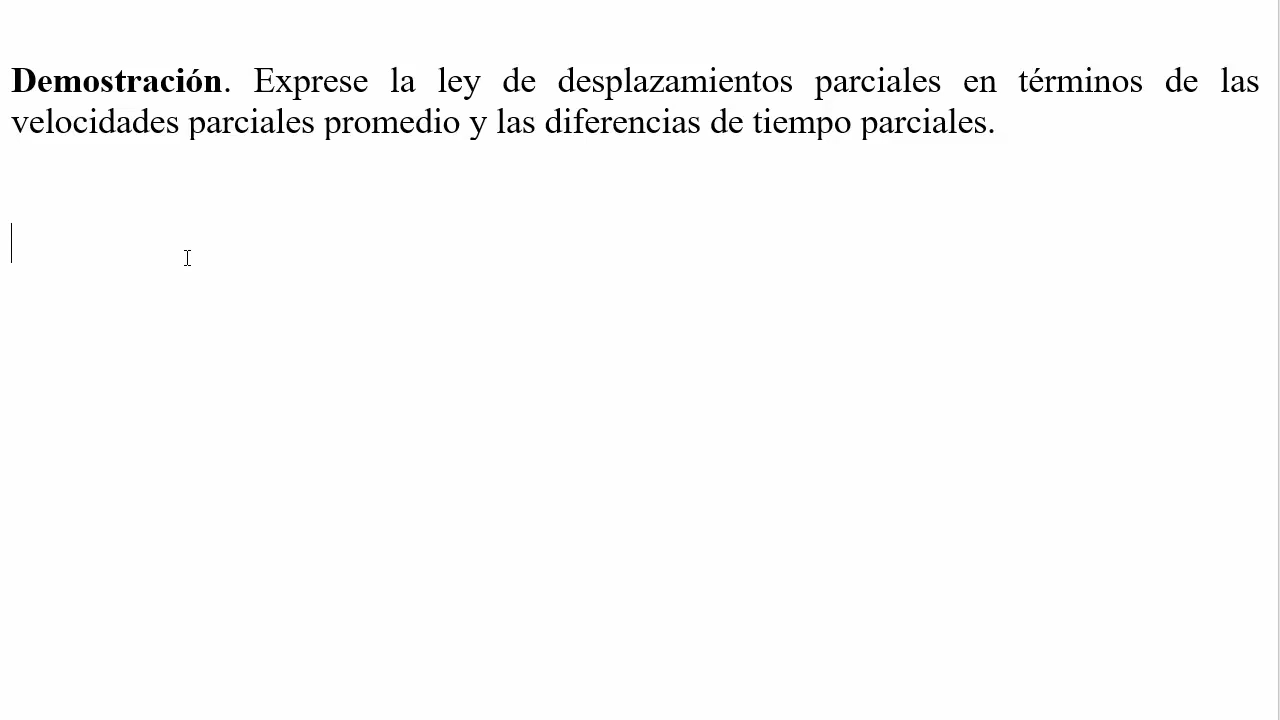 Demostración. Exprese la ley de desplazamientos parciales en términos de las
velocidades parciales promedio y las diferencias de tiempo parciales.